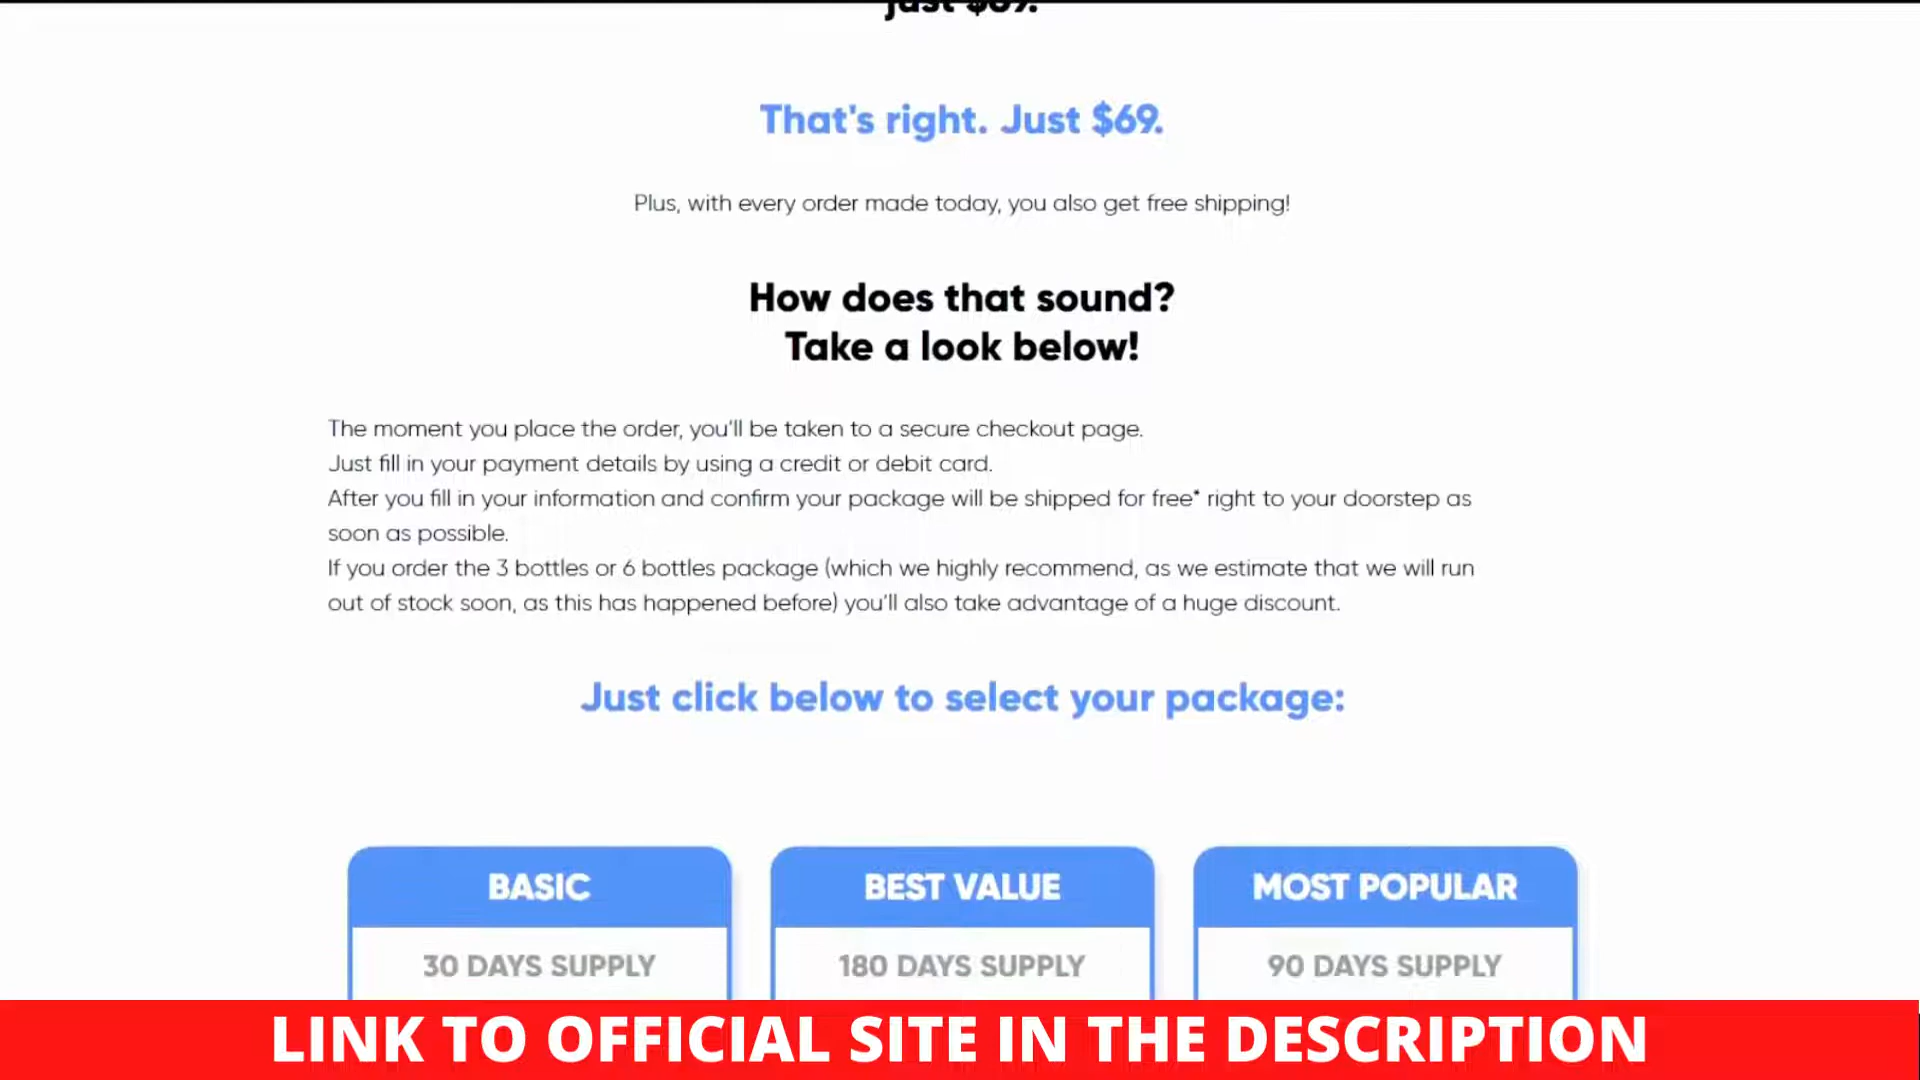 just $69.
That's right. Just $69.
Plus, with every order made today, you also get free shipping!
How does that sound?
Take a look below!
The moment you place the order, you'll be taken to a secure checkout page.
Just fill in your payment details by using a credit or debit card.
After you fill in your information and confirm your package will be shipped for free* right to your doorstep as
soon as possible.
If you order the 3 bottles or 6 bottles package (which we highly recommend, as we estimate that we will run
out of stock soon, as this has happened before) you'll also take advantage of a huge discount.
Just click below to select your package:
BASIC
30 DAYS SUPPLY
BEST VALUE
180 DAYS SUPPLY
MOST POPULAR
90 DAYS SUPPLY
LINK TO OFFICIAL SITE IN THE DESCRIPTION